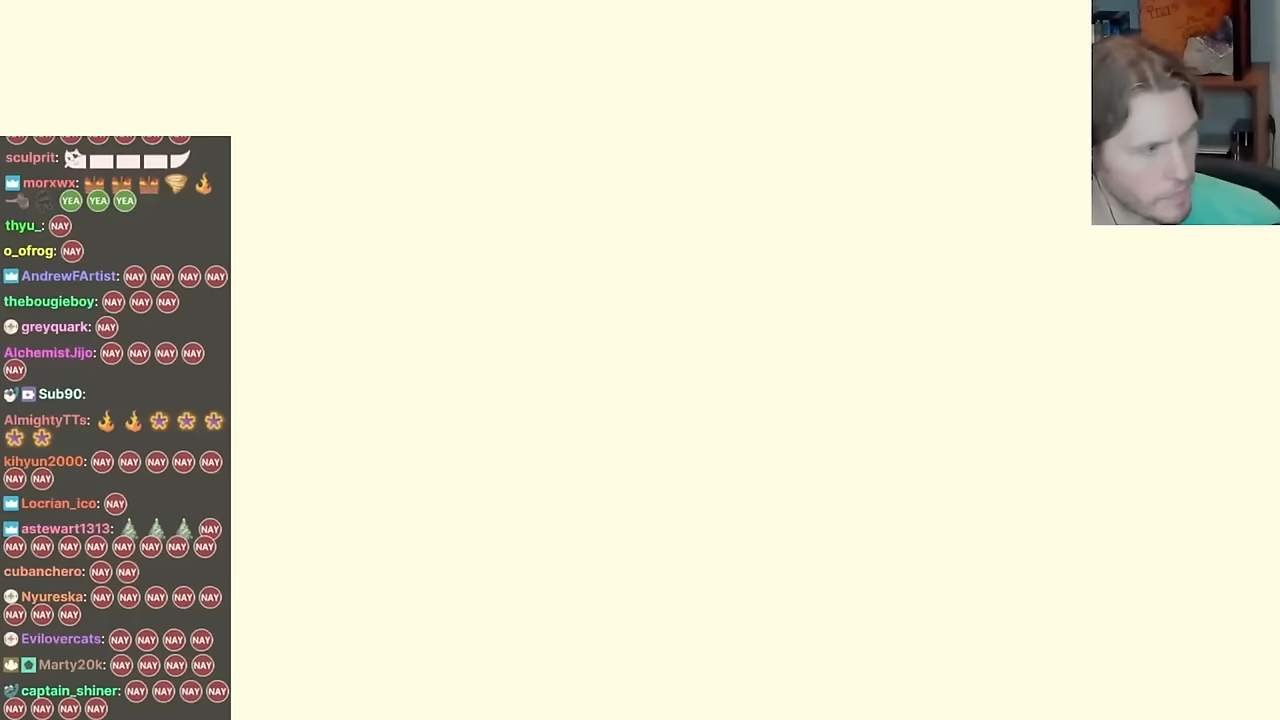 sculprit:
morxwx:
YEA YEA YEA
thyu_: NAY
o_ofrog: NAY
AndrewFArtist: NAY NAY NAY NAY
thebougieboy: NAY NAY NAY
greyquark: NAY
AlchemistJijo: NAY NAY NAY NAY
NAY
Sub90:
AlmightyTTs:
kihyun2000: NAY NAY NAY NAY NAY
NAY NAY
Locrian_ico: NAY
astewart1313: NAY
NAY NAY NAY NAY NAY NAY NAY NAY
cubanchero: NAY NAY
Nyureska: NAY NAY NAY NAY NAY
NAY NAY NAY
Evilovercats: NAY NAY NAY NAY
Marty20k: NAY NAY NAY NAY
captain_shiner: NAY NAY NAY NAY
NAY NAY NAY NAY